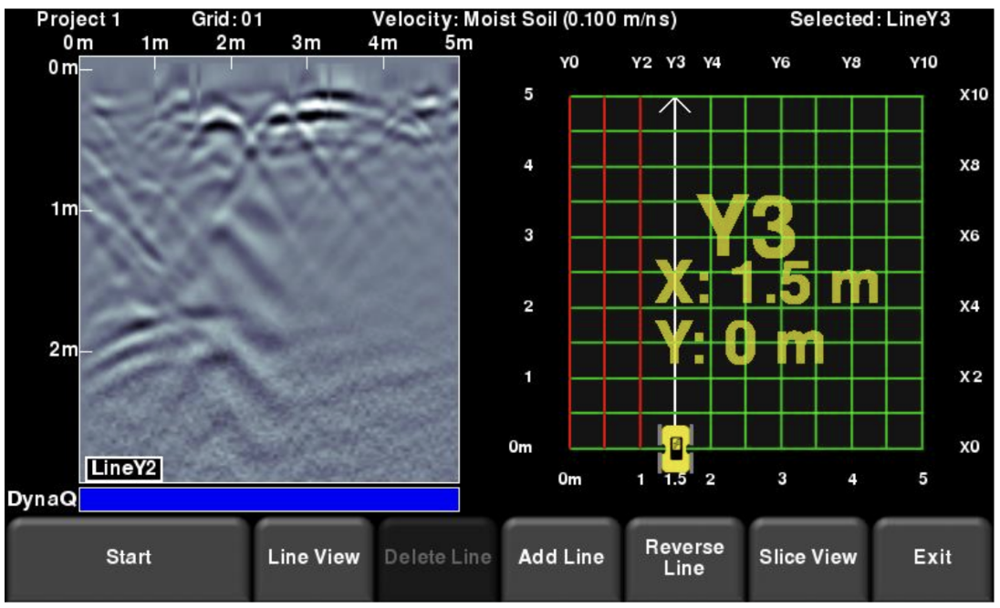 Project 1 Grid: 01 Velocity: Moist Soil (0.100 m/ns) Selected: LineY3
0m 1m 2m 3m 4m 5m
0m
1m
2m
LineY2
DynaQ
Y0 Y2 Y3 Y4 Y6 Y8 Y10
5 X10
4 X8
3 X6
2 X4
1 X2
0m X0
Y3
X: 1.5 m
Y: 0 m
0m 1 1.5 2 3 4 5
Start Line View Delete Line Add Line Reverse Line Slice View Exit